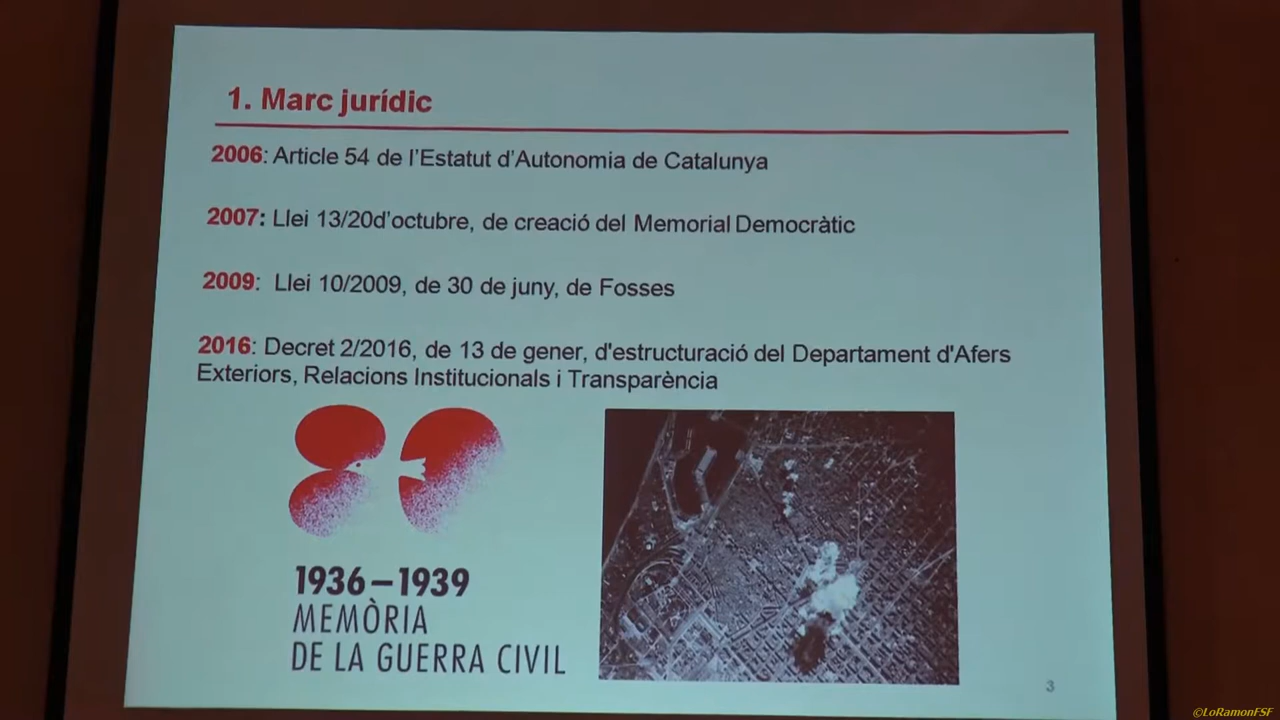 1. Marc jurídic
2006: Article 54 de l'Estatut d'Autonomia de Catalunya
2007: Llei 13/20d'octubre, de creació del Memorial Democràtic
2009: Llei 10/2009, de 30 de juny, de Fosses
2016: Decret 2/2016, de 13 de gener, d'estructuració del Departament d'Afers
Exteriors, Relacions Institucionals i Transparència
80
1936–1939
MEMÒRIA
DE LA GUERRA CIVIL
3
©LoRamonFSF